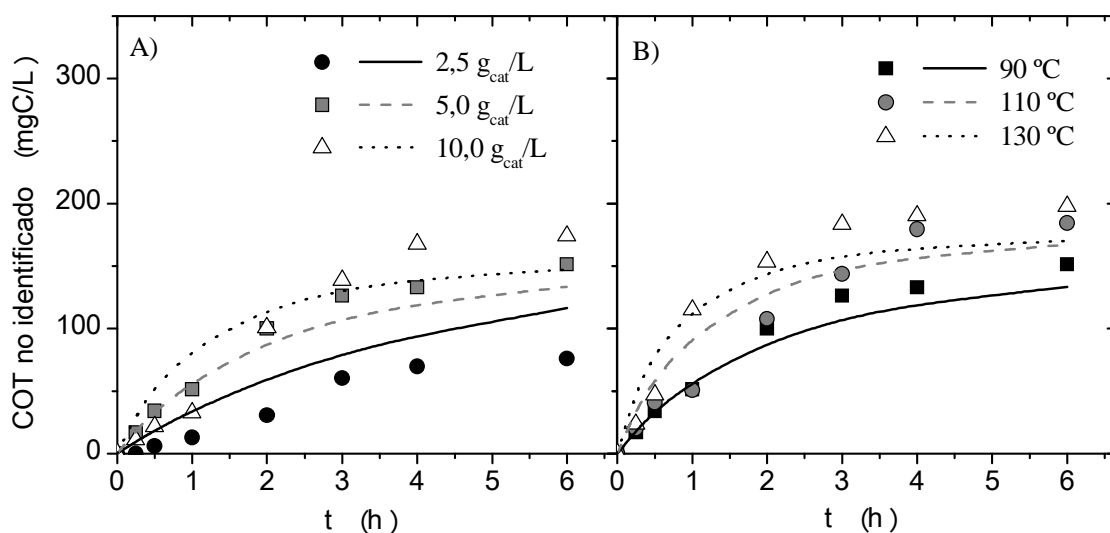 A)
2,5 g_cat/L
5,0 g_cat/L
10,0 g_cat/L
B)
90 ºC
110 ºC
130 ºC
COT no identificado (mgC/L)
300
200
100
0
0 1 2 3 4 5 6
t (h)
0 1 2 3 4 5 6
t (h)